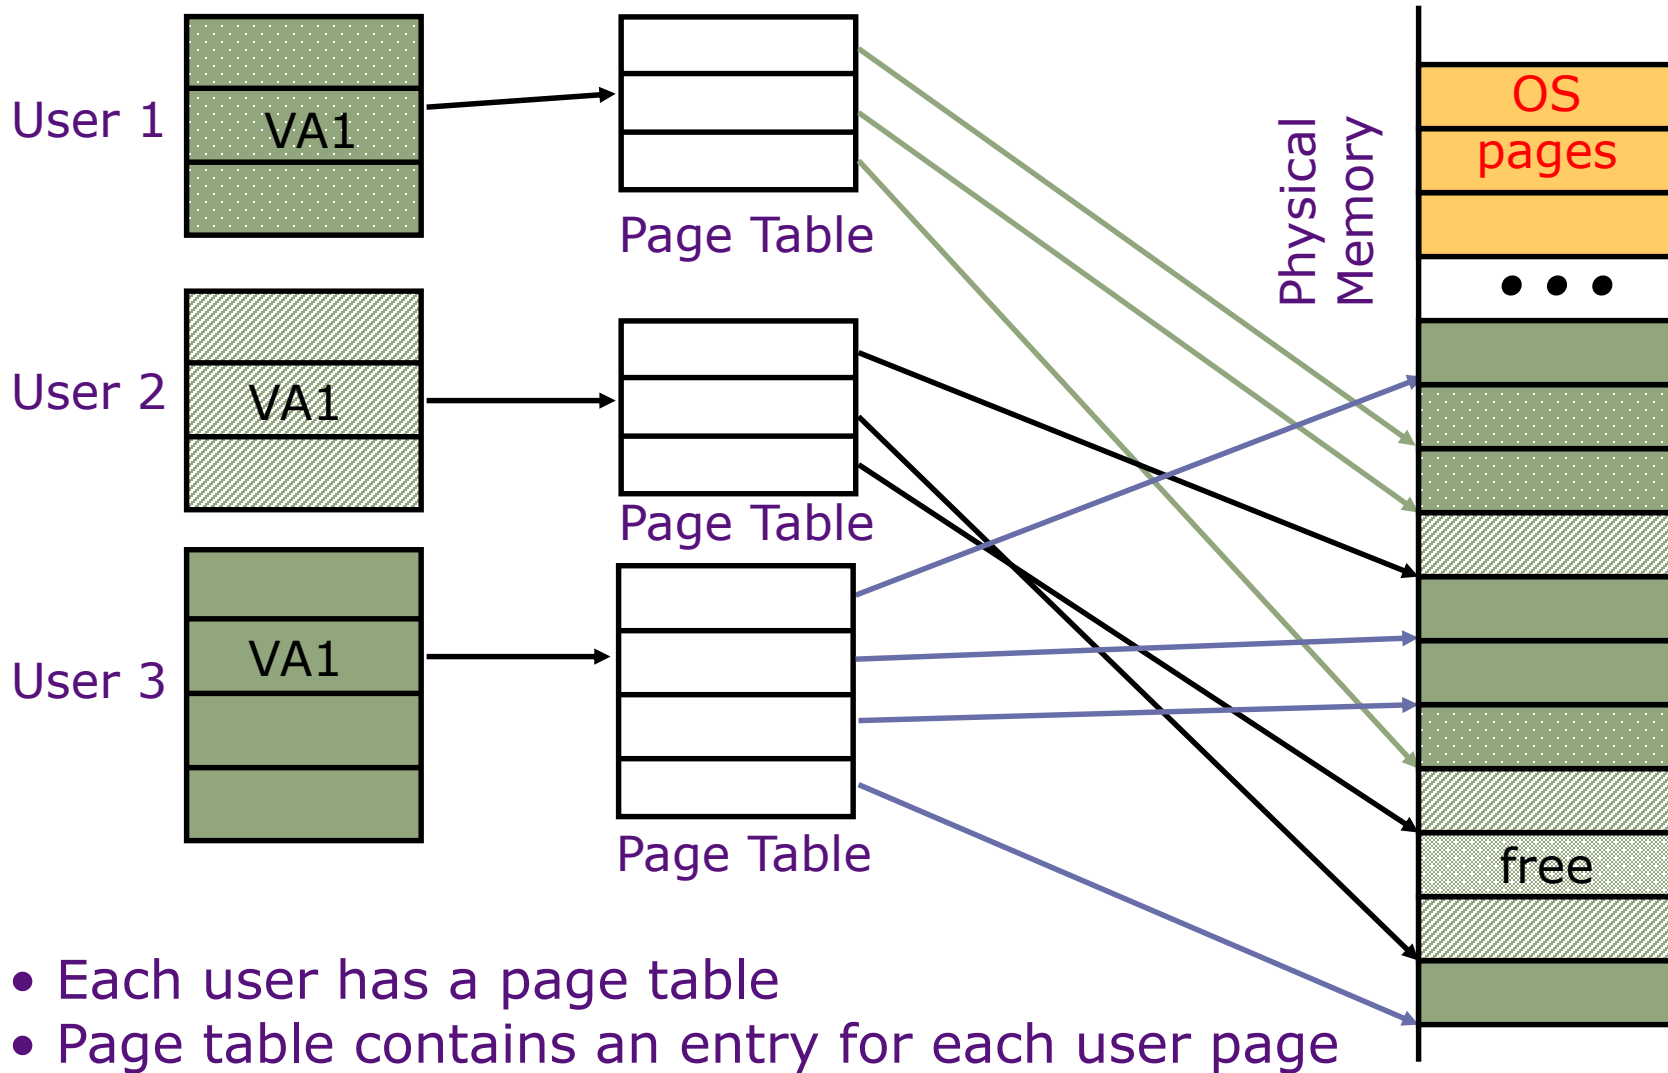 User 1
VA1
Page Table
User 2
VA1
Page Table
User 3
VA1
Page Table
Physical
Memory
OS
pages
• • •
free
• Each user has a page table
• Page table contains an entry for each user page